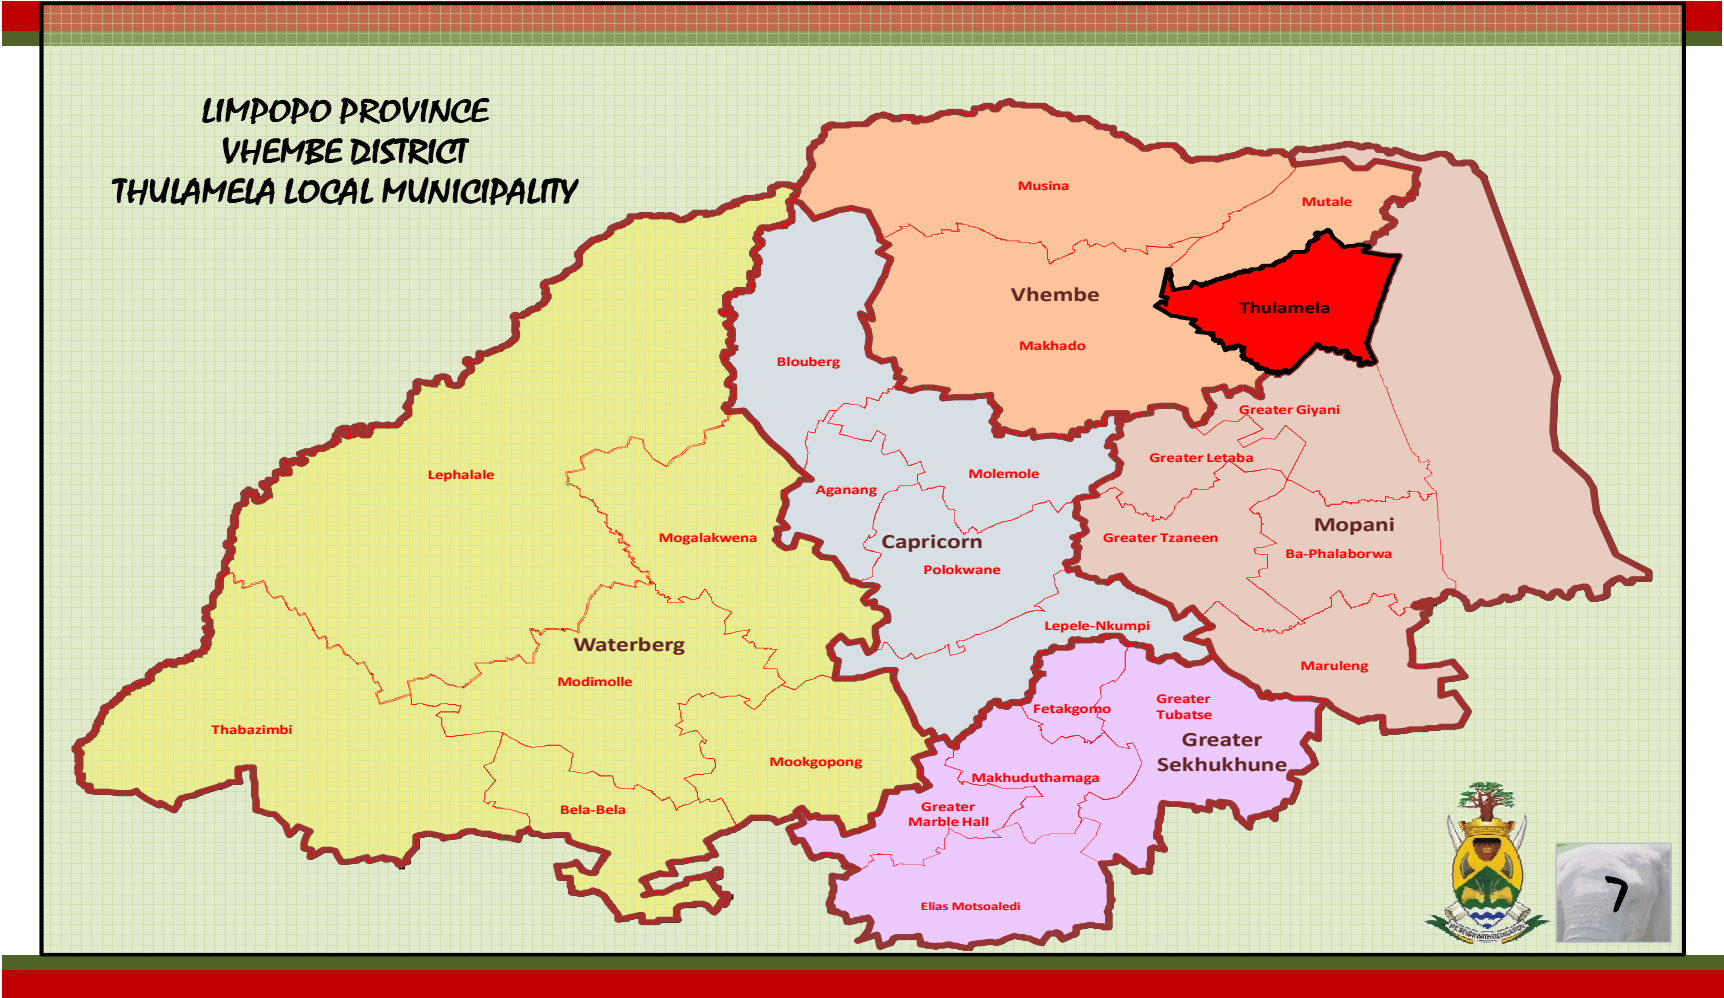 LIMPOPO PROVINCE
VHEMBE DISTRICT
THULAMELA LOCAL MUNICIPALITY
Musina
Mutale
Vhembe
Thulamela
Makhado
Blouberg
Greater Giyani
Greater Letaba
Lephalale
Molemole
Aganang
Mopani
Mogalakwena
Capricorn
Greater Tzaneen
Ba-Phalaborwa
Polokwane
Lepele-Nkumpi
Waterberg
Maruleng
Modimolle
Greater
Tubatse
Fetakgomo
Thabazimbi
Greater
Sekhukhune
Mookgopong
Makhuduthamaga
Greater
Marble Hall
Bela-Bela
Elias Motsoaledi
7